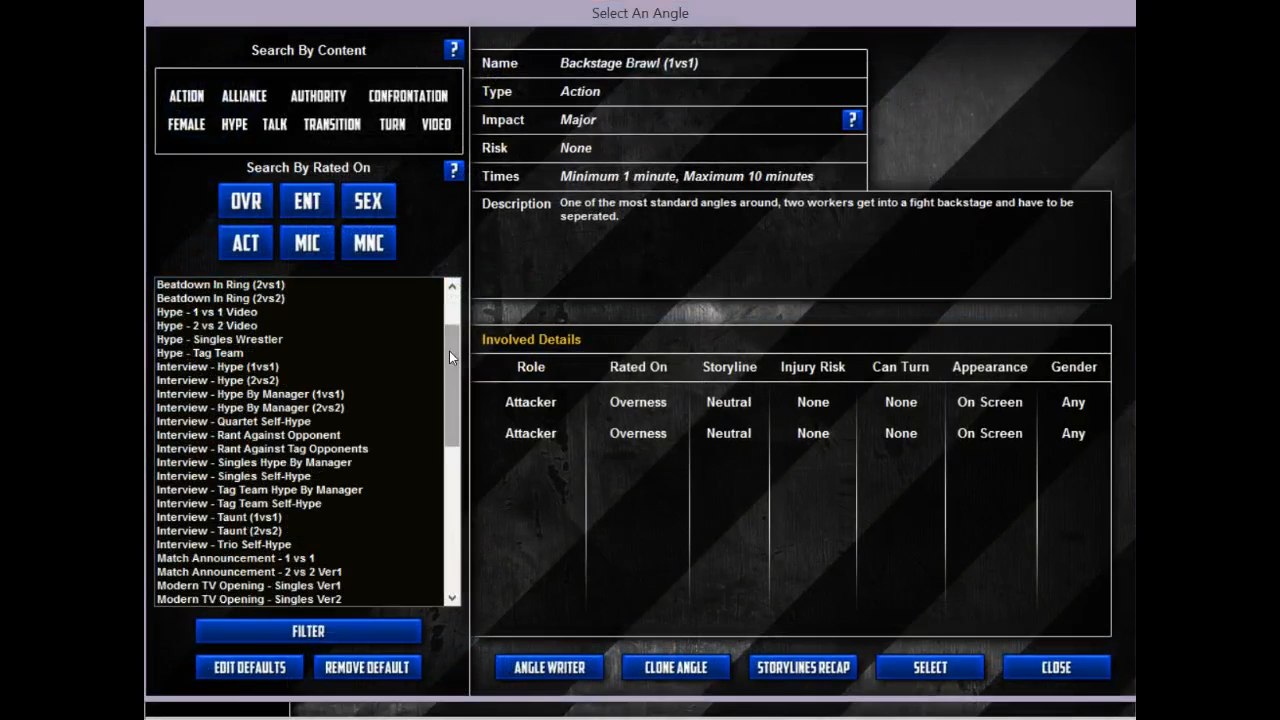 Select An Angle
Search By Content
?
ACTION ALLIANCE AUTHORITY CONFRONTATION
FEMALE HYPE TALK TRANSITION TURN VIDEO
Search By Rated On
?
OVR ENT SEX
ACT MIC MNC
Beatdown In Ring (2vs1)
Beatdown In Ring (2vs2)
Hype - 1 vs 1 Video
Hype - 2 vs 2 Video
Hype - Singles Wrestler
Hype - Tag Team
Interview - Hype (1vs1)
Interview - Hype (2vs2)
Interview - Hype By Manager (1vs1)
Interview - Hype By Manager (2vs2)
Interview - Quartet Self-Hype
Interview - Rant Against Opponent
Interview - Rant Against Tag Opponents
Interview - Singles Hype By Manager
Interview - Singles Self-Hype
Interview - Tag Team Hype By Manager
Interview - Tag Team Self-Hype
Interview - Taunt (1vs1)
Interview - Taunt (2vs2)
Interview - Trio Self-Hype
Match Announcement - 1 vs 1
Match Announcement - 2 vs 2 Ver1
Modern TV Opening - Singles Ver1
Modern TV Opening - Singles Ver2
FILTER
EDIT DEFAULTS REMOVE DEFAULT
Name Backstage Brawl (1vs1)
Type Action
Impact Major ?
Risk None
Times Minimum 1 minute, Maximum 10 minutes
Description One of the most standard angles around, two workers get into a fight backstage and have to be
seperated.
Involved Details
Role Rated On Storyline Injury Risk Can Turn Appearance Gender
Attacker Overness Neutral None None On Screen Any
Attacker Overness Neutral None None On Screen Any
ANGLE WRITER CLONE ANGLE STORYLINES RECAP SELECT CLOSE